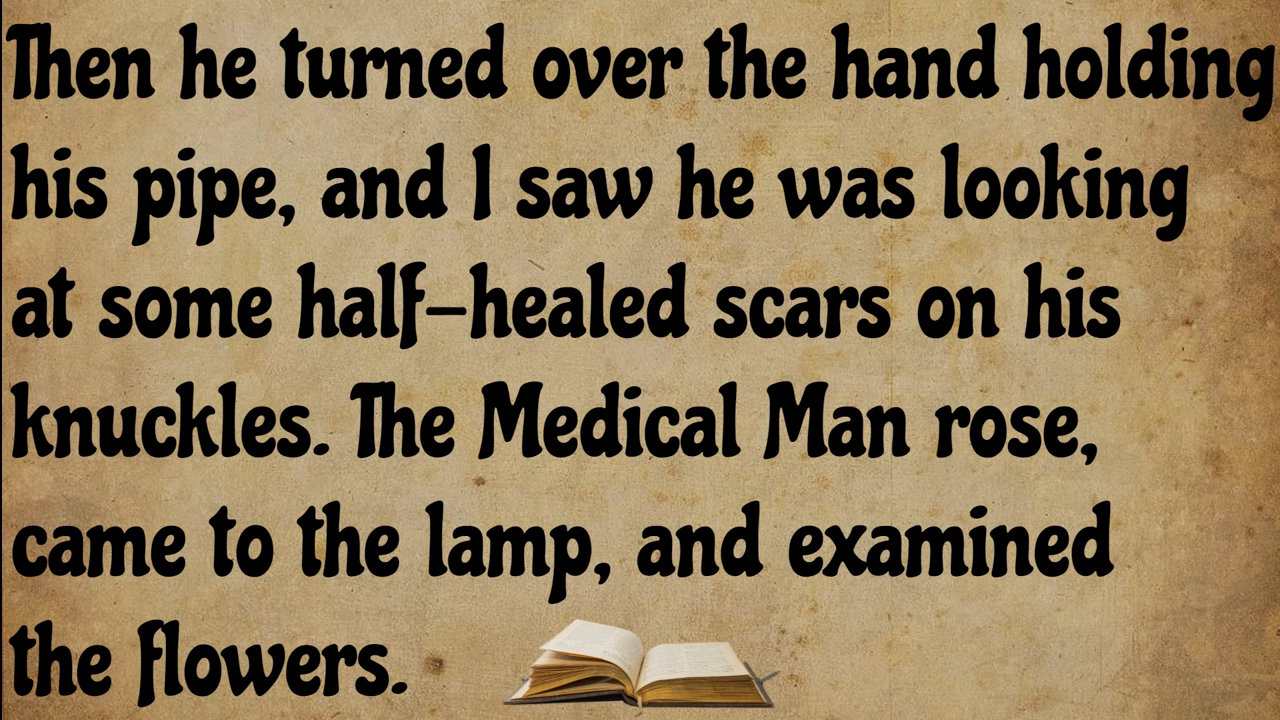 Then he turned over the hand holding
his pipe, and I saw he was looking
at some half-healed scars on his
knuckles. The Medical Man rose,
came to the lamp, and examined
the flowers.